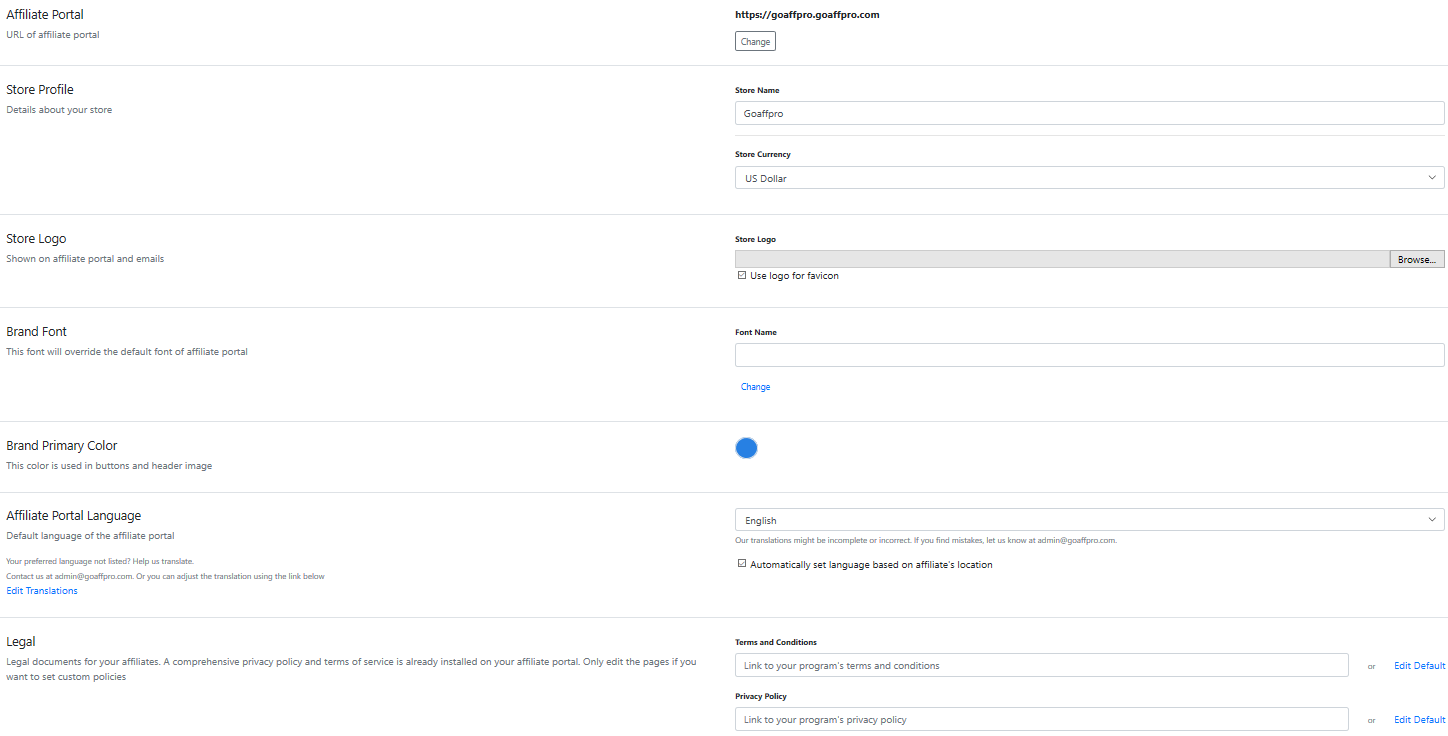 Affiliate Portal
URL of affiliate portal
https://goaffpro.goaffpro.com
Change
Store Profile
Details about your store
Store Name
Goaffpro
Store Currency
US Dollar
Store Logo
Shown on affiliate portal and emails
Store Logo
Browse...
Use logo for favicon
Brand Font
This font will override the default font of affiliate portal
Font Name
Change
Brand Primary Color
This color is used in buttons and header image
Affiliate Portal Language
Default language of the affiliate portal
Your preferred language not listed? Help us translate.
Contact us at admin@goaffpro.com. Or you can adjust the translation using the link below
Edit Translations
English
Our translations might be incomplete or incorrect. If you find mistakes, let us know at admin@goaffpro.com.
Automatically set language based on affiliate's location
Legal
Legal documents for your affiliates. A comprehensive privacy policy and terms of service is already installed on your affiliate portal. Only edit the pages if you
want to set custom policies
Terms and Conditions
Link to your program's terms and conditions or Edit Default
Privacy Policy
Link to your program's privacy policy or Edit Default